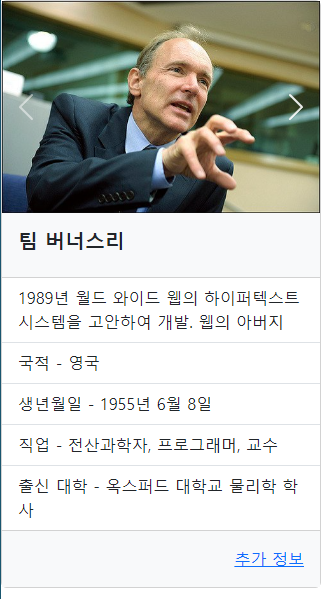 팀 버너스리
1989년 월드 와이드 웹의 하이퍼텍스트
시스템을 고안하여 개발. 웹의 아버지
국적 - 영국
생년월일 - 1955년 6월 8일
직업 - 전산과학자, 프로그래머, 교수
출신 대학 - 옥스퍼드 대학교 물리학 학
사
추가 정보